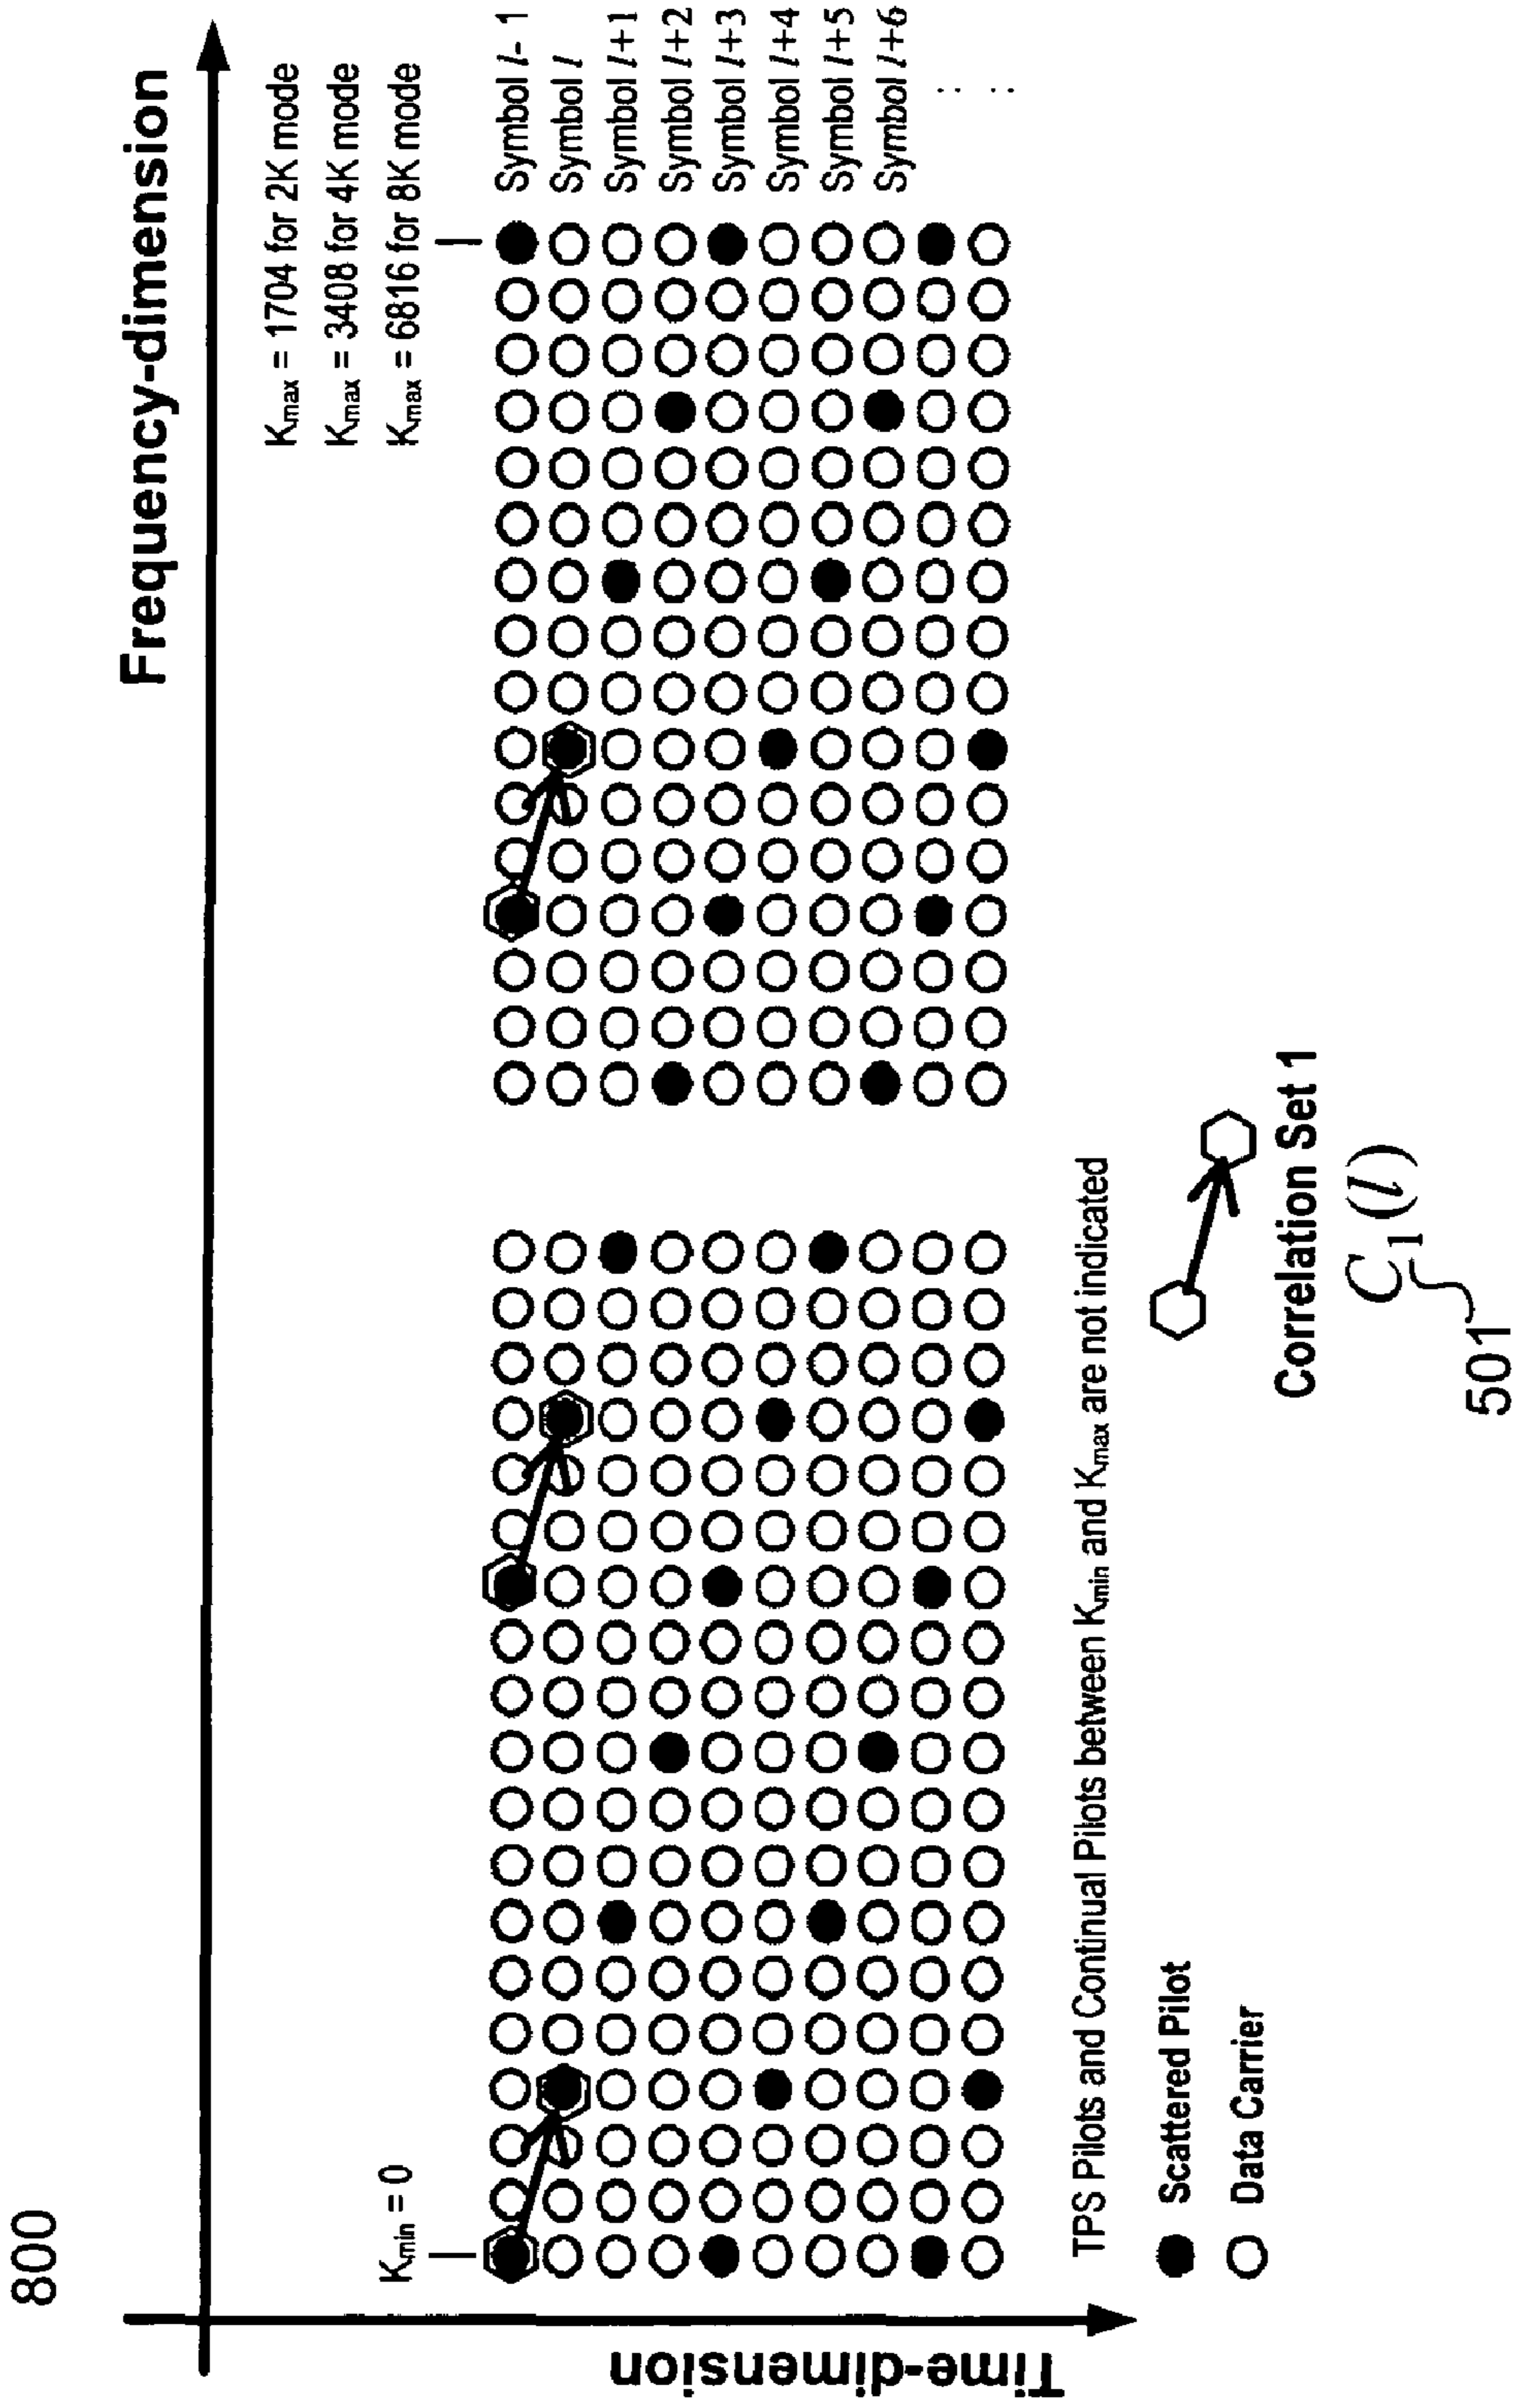 800
Frequency-dimension
Time-dimension
Kmin = 0
Kmax = 1704 for 2K mode
Kmax = 3408 for 4K mode
Kmax = 6816 for 8K mode
Symbol l- 1
Symbol l
Symbol l+1
Symbol l+2
Symbol l+3
Symbol l+4
Symbol l+5
Symbol l+6
TPS Pilots and Continual Pilots between Kmin and Kmax are not indicated
Scattered Pilot
Data Carrier
Correlation Set 1
C1(l)
501